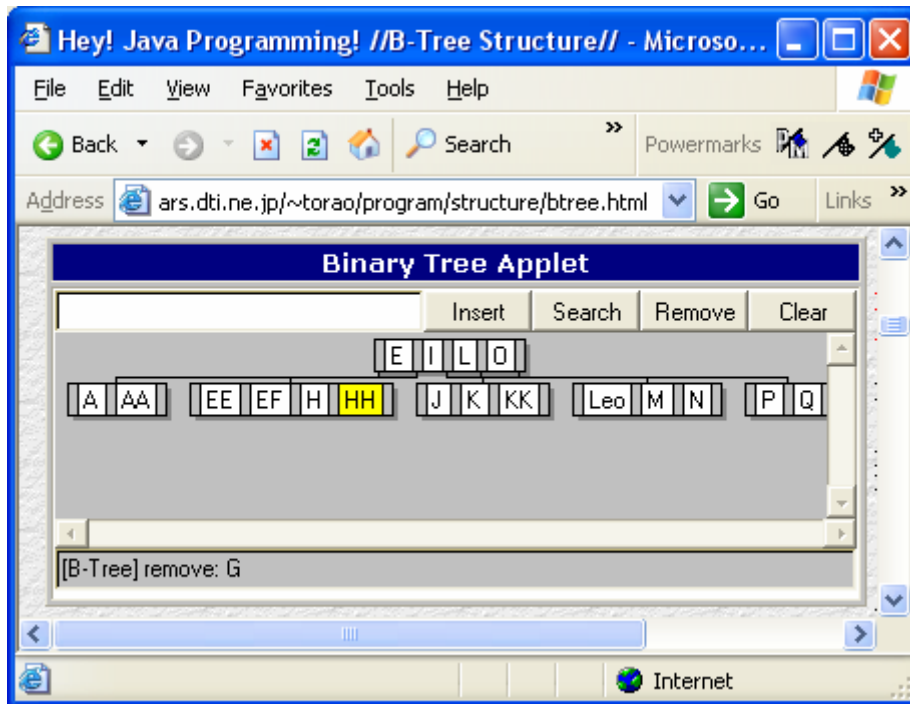 Hey! Java Programming! //B-Tree Structure// - Microso...
File Edit View Favorites Tools Help
Back Search » Powermarks
Address ars.dti.ne.jp/~torao/program/structure/btree.html Go Links »
Binary Tree Applet
Insert Search Remove Clear
E I L O
A AA EE EF H HH J K KK Leo M N P Q
[B-Tree] remove: G
Internet